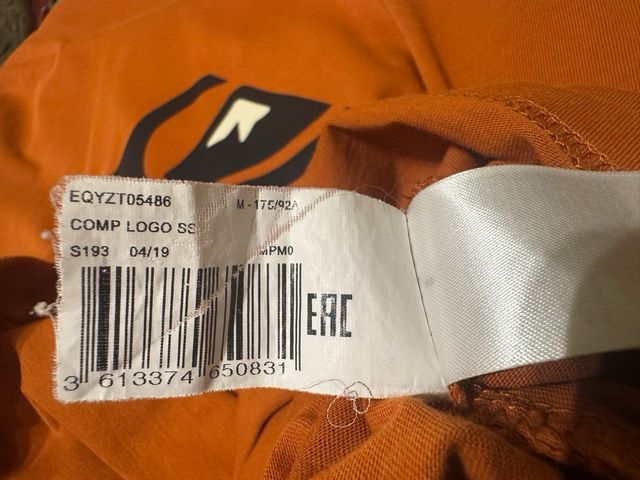 EQYZT05486 M - 175/92A
COMP LOGO SS
S193 04/19 MPM0
EAC
3 613374 650831